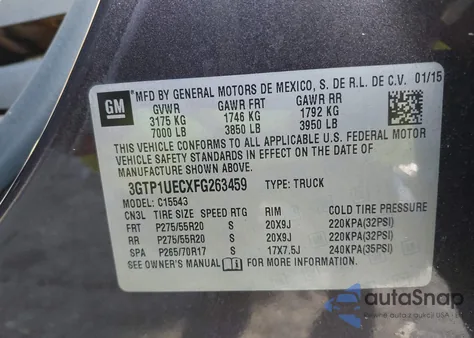 GM
MFD BY GENERAL MOTORS DE MEXICO, S. DE R.L. DE C.V. 01/15
GVWR GAWR FRT GAWR RR
3175 KG 1746 KG 1792 KG
7000 LB 3850 LB 3950 LB
THIS VEHICLE CONFORMS TO ALL APPLICABLE U.S. FEDERAL MOTOR
VEHICLE SAFETY STANDARDS IN EFFECT ON THE DATE OF
MANUFACTURE SHOWN ABOVE.
3GTP1UECXFG263459 TYPE: TRUCK
MODEL: C15543
CN3L TIRE SIZE SPEED RTG RIM COLD TIRE PRESSURE
FRT P275/55R20 S 20X9J 220KPA(32PSI)
RR P275/55R20 S 20X9J 220KPA(32PSI)
SPA P265/70R17 S 17X7.5J 240KPA(35PSI)
SEE OWNER'S MANUAL FOR MORE INFORMATION.
autoSnap